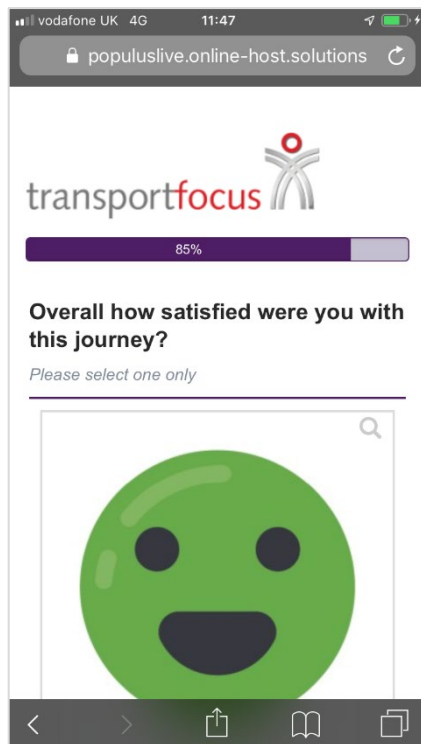 vodafone UK 4G 11:47
populuslive.online-host.solutions
transportfocus
85%
Overall how satisfied were you with
this journey?
Please select one only